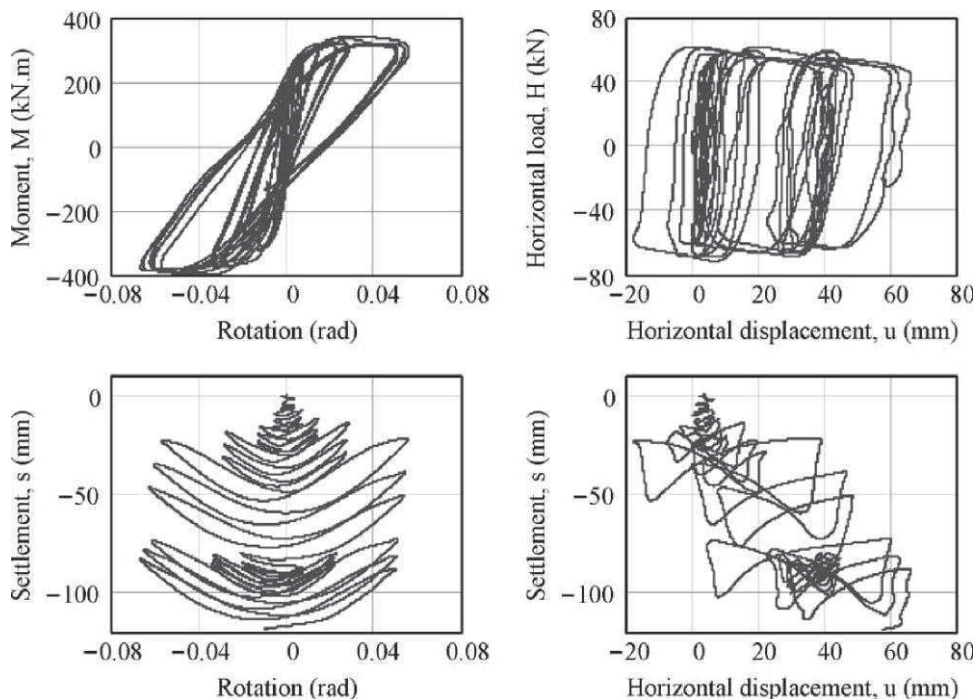 Moment, M (kN.m)
400
200
0
−200
−400
−0.08 −0.04 0 0.04 0.08
Rotation (rad)
Horizontal load, H (kN)
80
40
0
−40
−80
−20 0 20 40 60 80
Horizontal displacement, u (mm)
Settlement, s (mm)
0
−50
−100
−0.08 −0.04 0 0.04 0.08
Rotation (rad)
Settlement, s (mm)
0
−50
−100
−20 0 20 40 60 80
Horizontal displacement, u (mm)